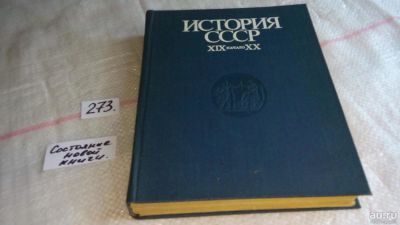 ИСТОРИЯ
СССР
XIX НАЧАЛО XX
273.
Состояние
новой
книги.
au.ru